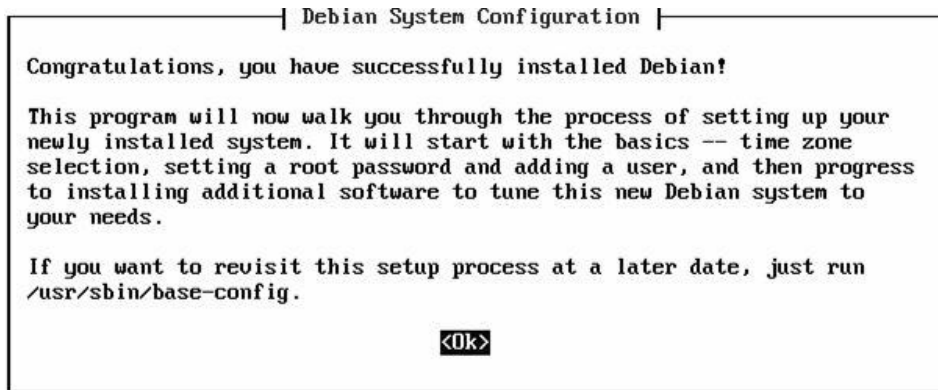 Debian System Configuration
Congratulations, you have successfully installed Debian!
This program will now walk you through the process of setting up your
newly installed system. It will start with the basics -- time zone
selection, setting a root password and adding a user, and then progress
to installing additional software to tune this new Debian system to
your needs.
If you want to revisit this setup process at a later date, just run
/usr/sbin/base-config.
<Ok>